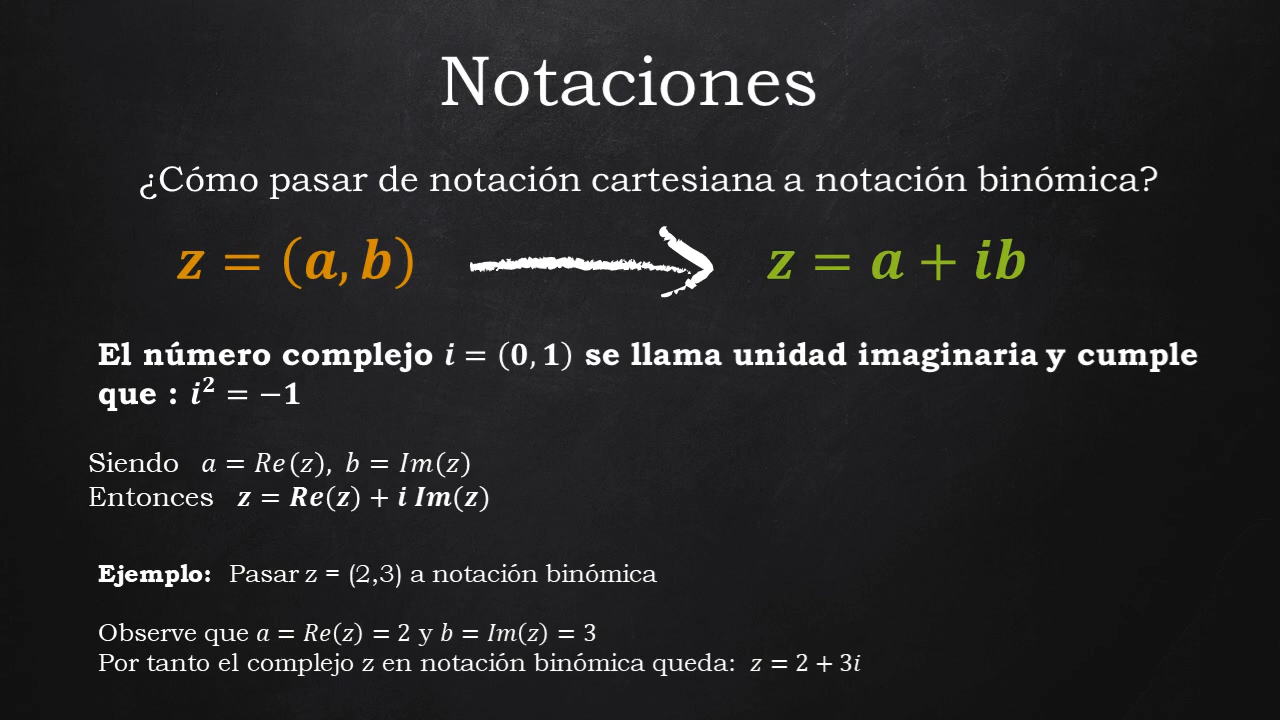 Notaciones
¿Cómo pasar de notación cartesiana a notación binómica?
z = (a, b) z = a + ib
El número complejo i = (0, 1) se llama unidad imaginaria y cumple
que : i² = −1
Siendo a = Re(z), b = Im(z)
Entonces z = Re(z) + i Im(z)
Ejemplo: Pasar z = (2,3) a notación binómica
Observe que a = Re(z) = 2 y b = Im(z) = 3
Por tanto el complejo z en notación binómica queda: z = 2 + 3i